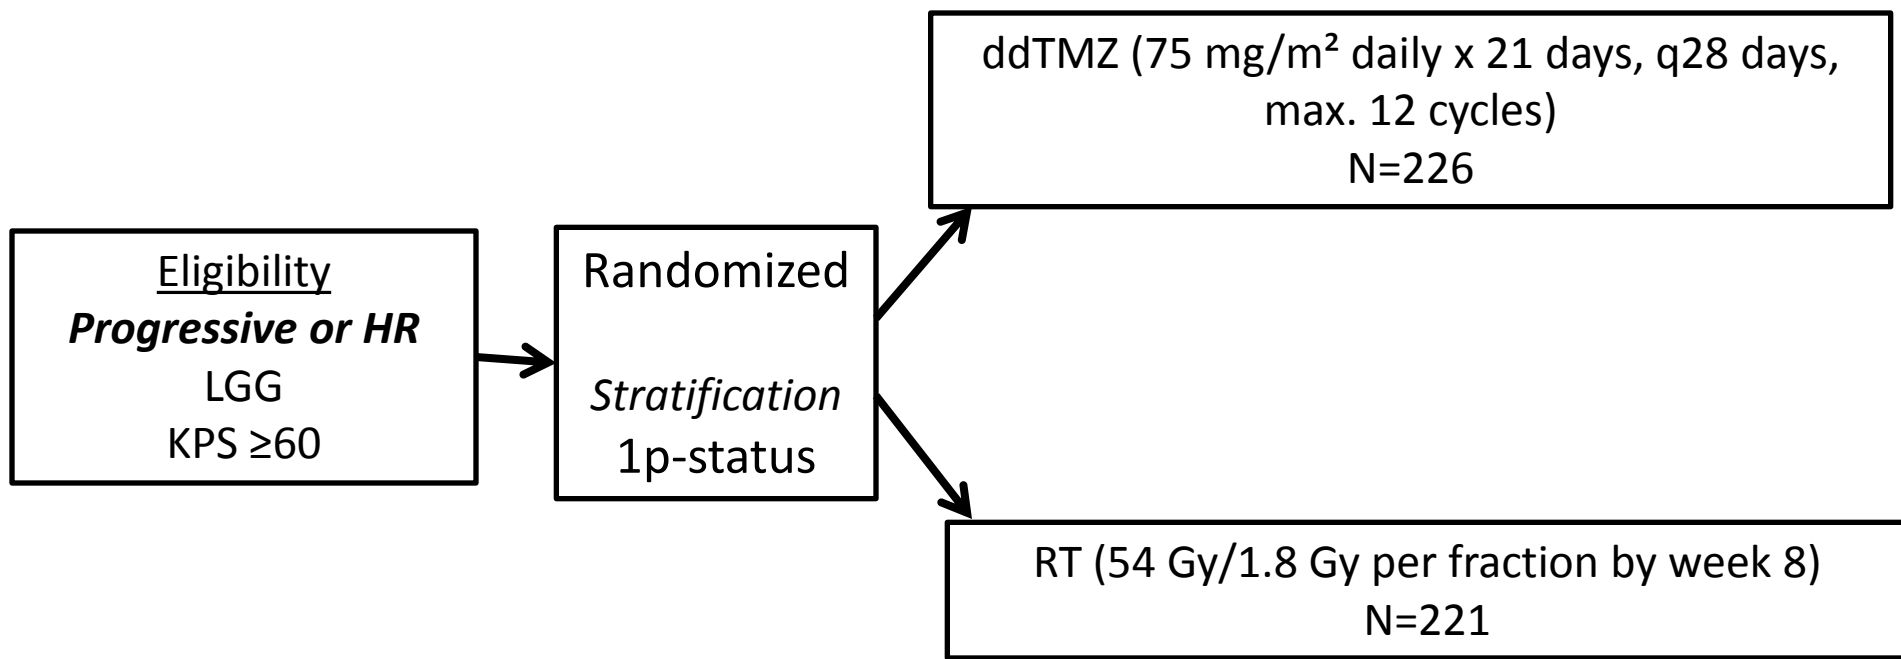 Eligibility
Progressive or HR
LGG
KPS ≥60
Randomized
Stratification
1p-status
ddTMZ (75 mg/m² daily x 21 days, q28 days,
max. 12 cycles)
N=226
RT (54 Gy/1.8 Gy per fraction by week 8)
N=221